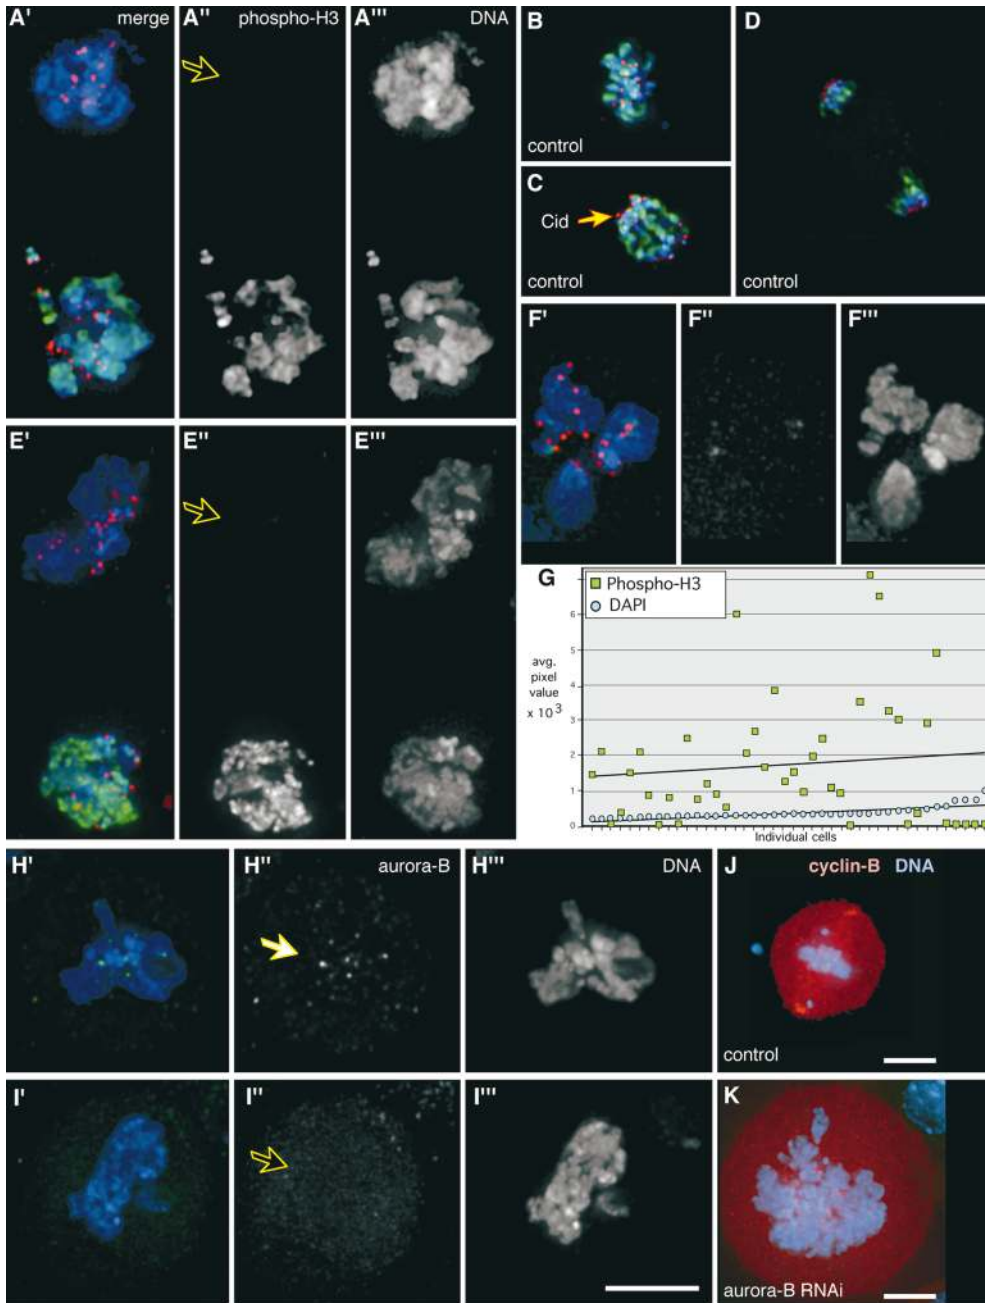 A' merge A'' phospho-H3 A''' DNA
B
control
C
Cid
control
D
control
E' E'' E'''
F' F'' F'''
G
Phospho-H3
DAPI
avg.
pixel
value
x 10³
6
5
4
3
2
1
0
Individual cells
H' H'' aurora-B H''' DNA
I' I'' I'''
J cyclin-B DNA
control
K
aurora-B RNAi